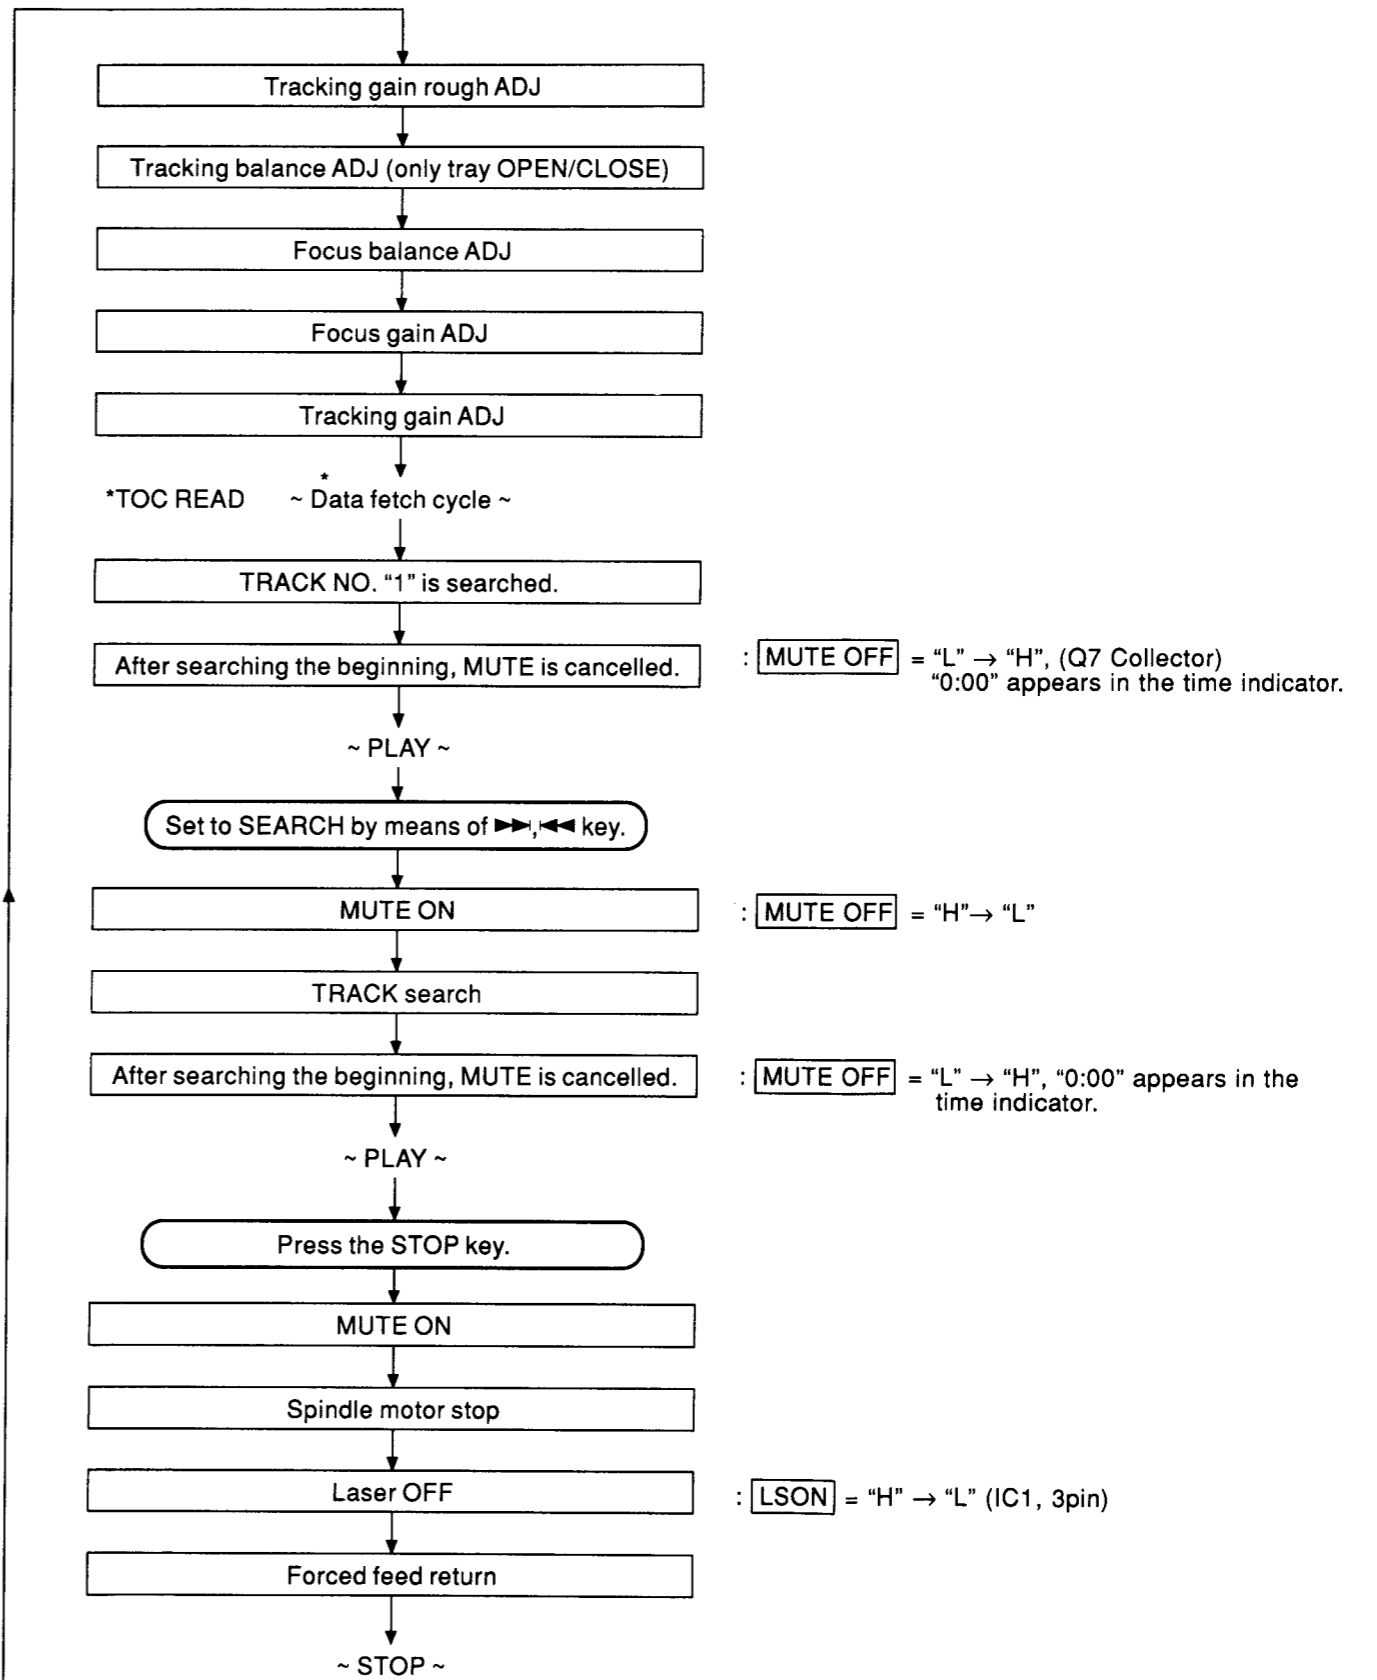 Tracking gain rough ADJ
Tracking balance ADJ (only tray OPEN/CLOSE)
Focus balance ADJ
Focus gain ADJ
Tracking gain ADJ
*TOC READ ~ Data fetch cycle ~
*
TRACK NO. “1” is searched.
After searching the beginning, MUTE is cancelled. : MUTE OFF = “L” → “H”, (Q7 Collector)
“0:00” appears in the time indicator.
~ PLAY ~
Set to SEARCH by means of ►►ı,ı◄◄ key.
MUTE ON : MUTE OFF = “H”→ “L”
TRACK search
After searching the beginning, MUTE is cancelled. : MUTE OFF = “L” → “H”, “0:00” appears in the
time indicator.
~ PLAY ~
Press the STOP key.
MUTE ON
Spindle motor stop
Laser OFF : LSON = “H” → “L” (IC1, 3pin)
Forced feed return
~ STOP ~